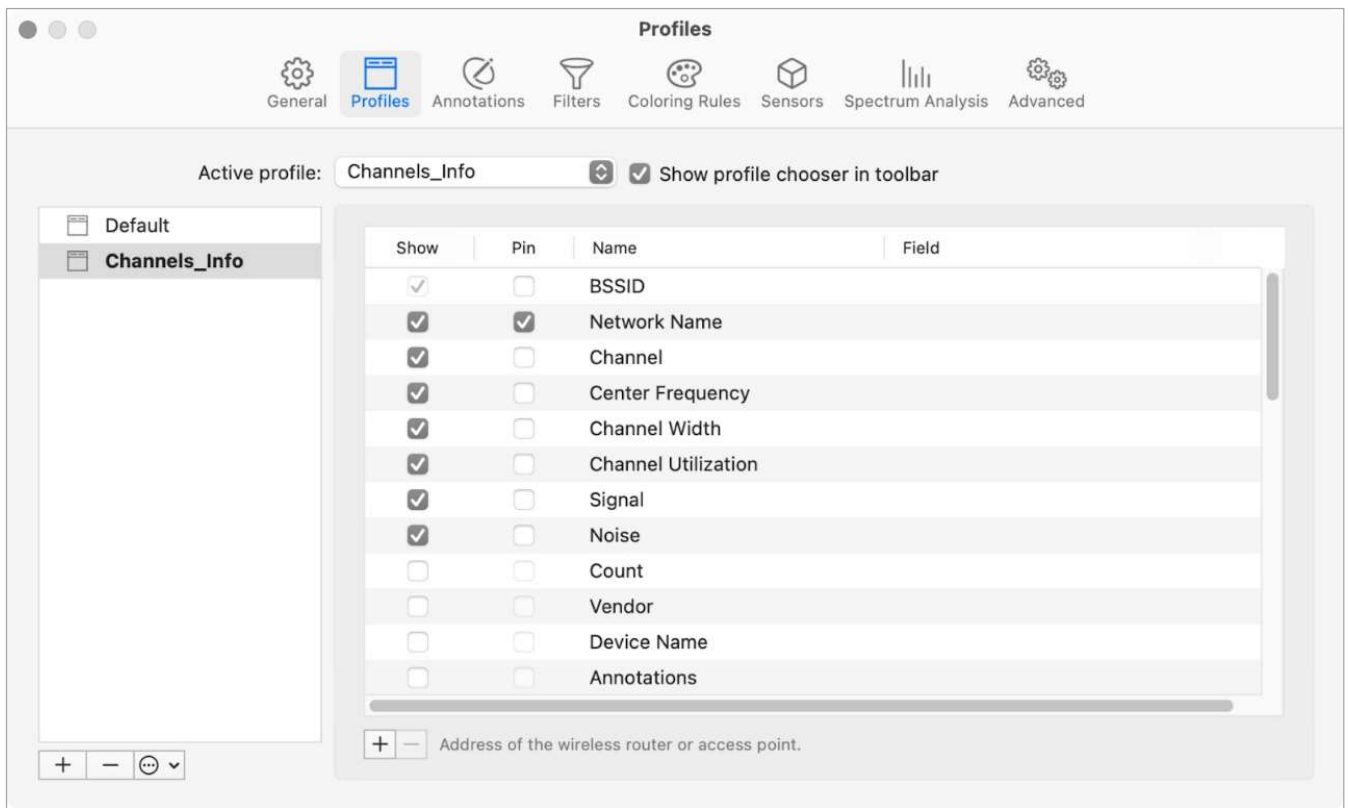 Profiles
General Profiles Annotations Filters Coloring Rules Sensors Spectrum Analysis Advanced
Active profile: Channels_Info Show profile chooser in toolbar
Default
Channels_Info
Show Pin Name Field
BSSID
Network Name
Channel
Center Frequency
Channel Width
Channel Utilization
Signal
Noise
Count
Vendor
Device Name
Annotations
Address of the wireless router or access point.